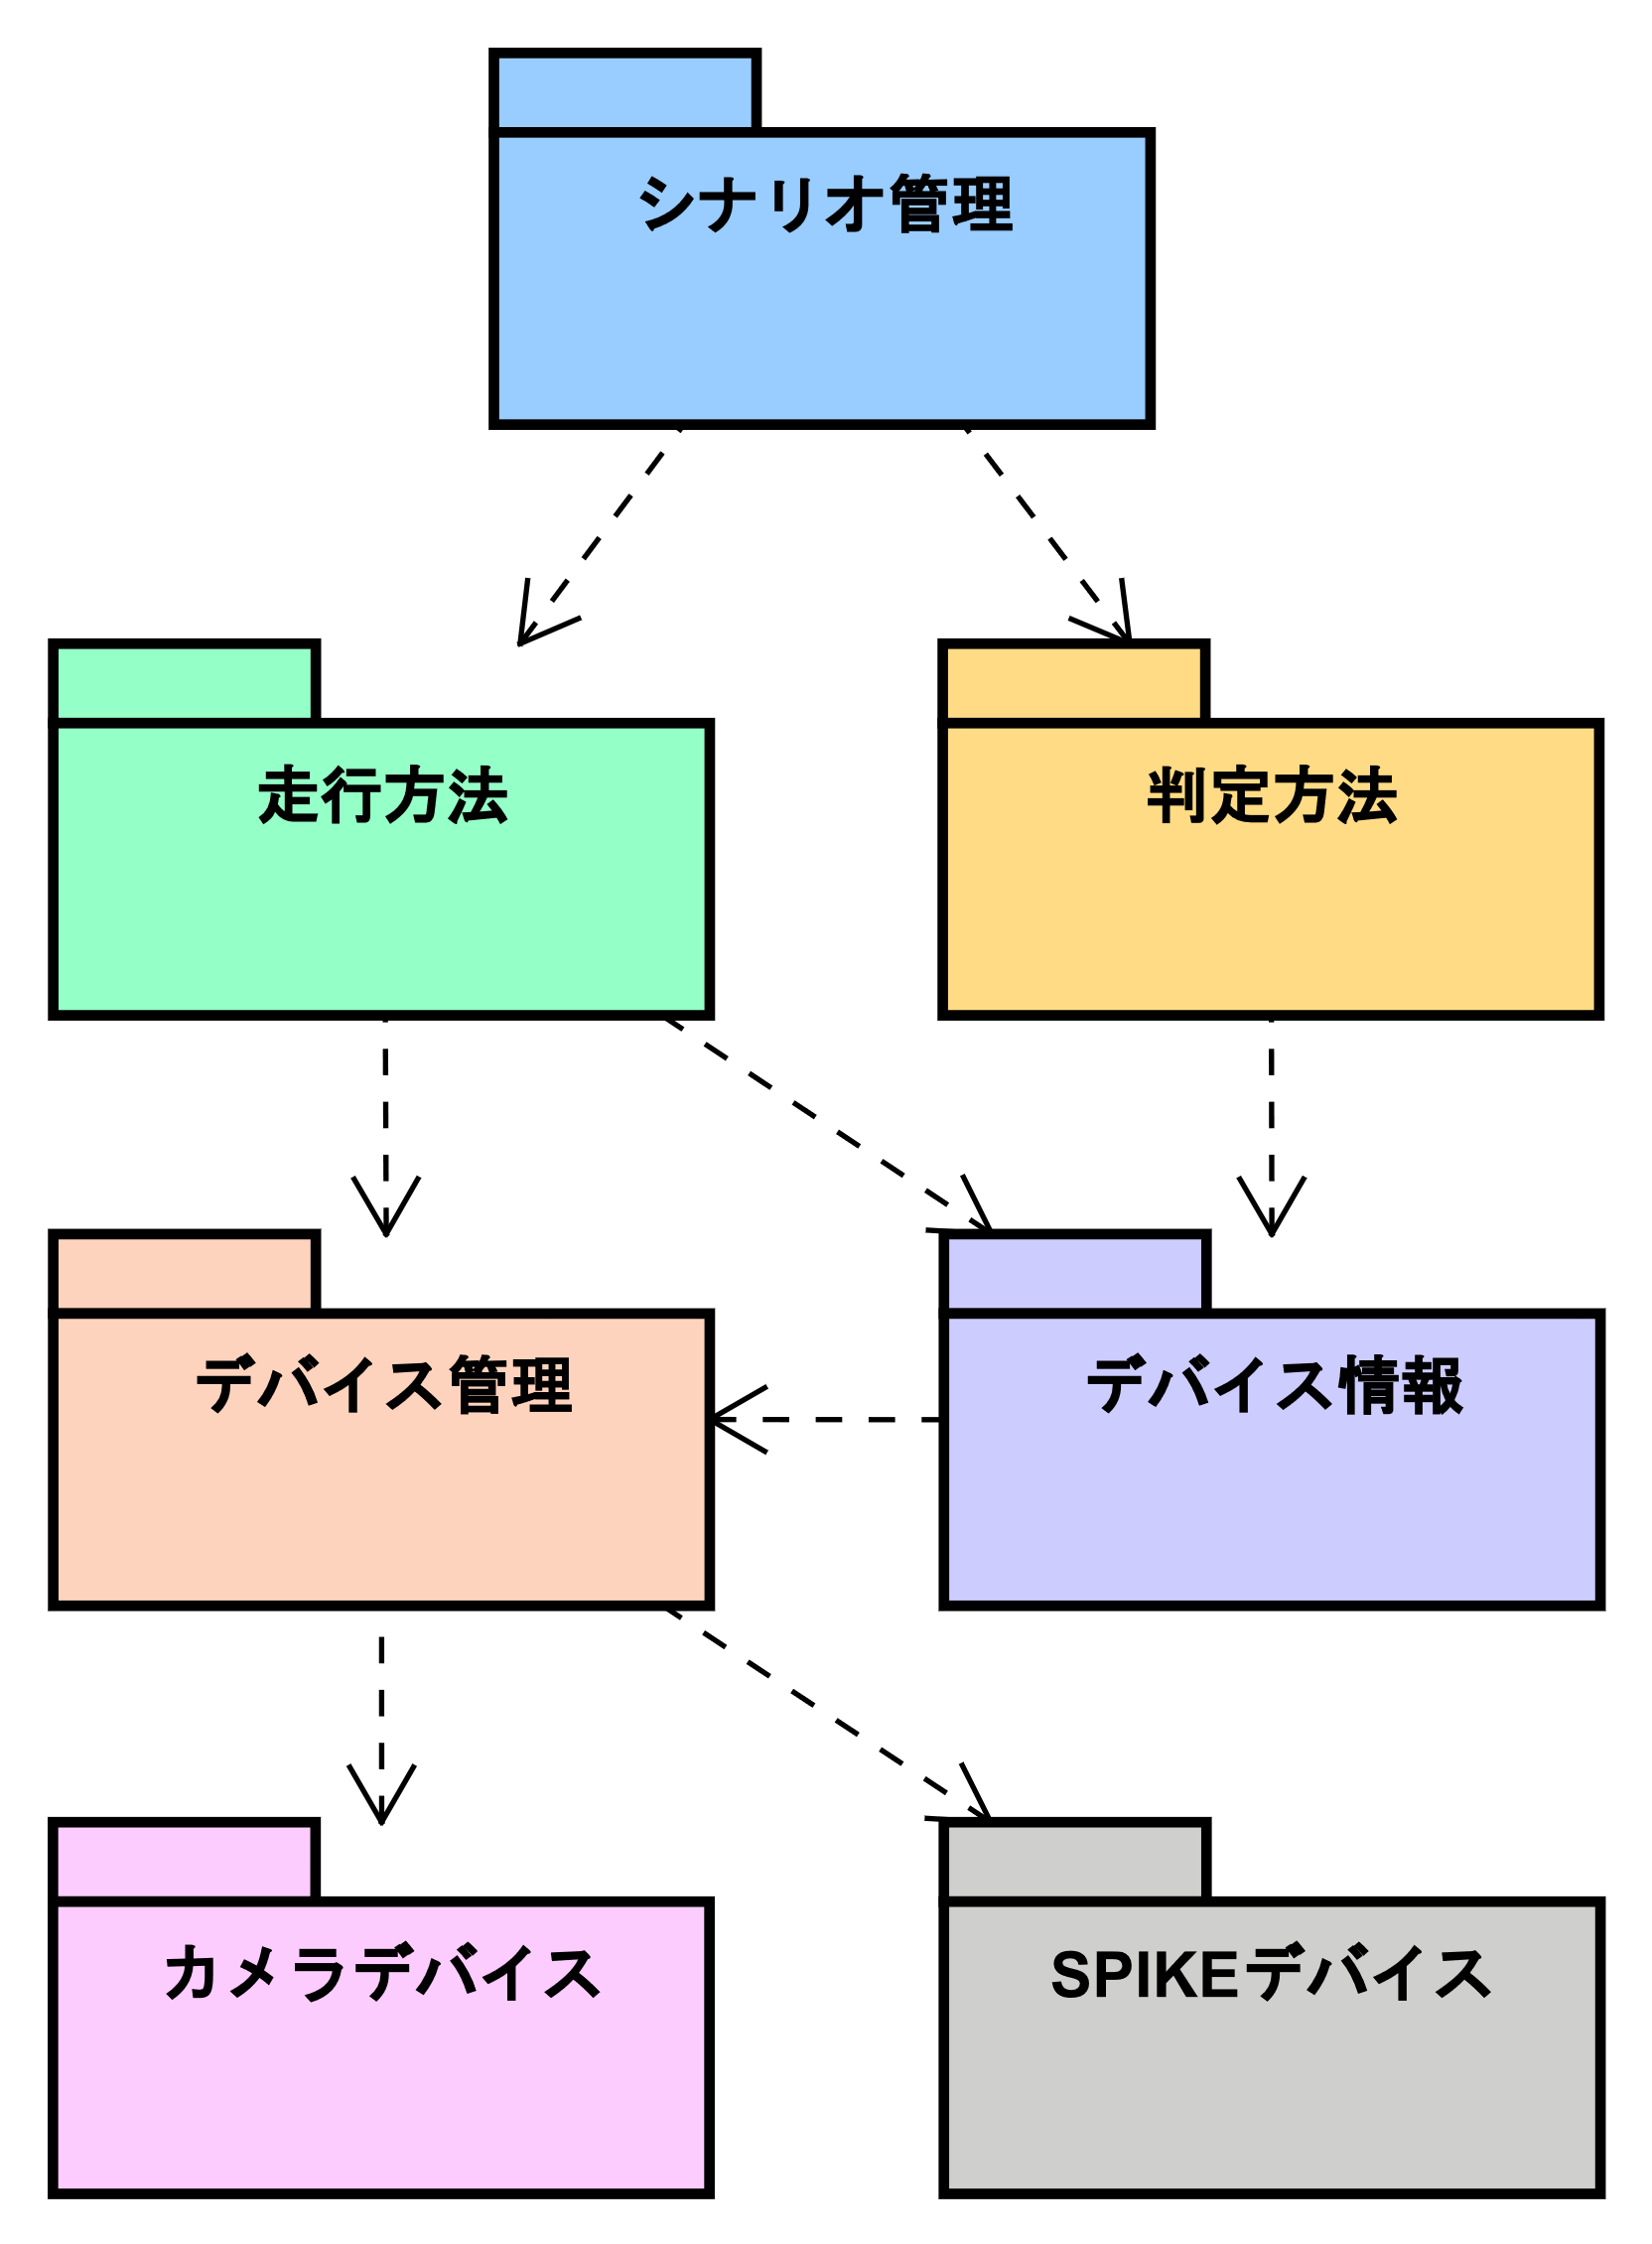 シナリオ管理
走行方法
判定方法
デバイス管理
デバイス情報
カメラデバイス
SPIKEデバイス